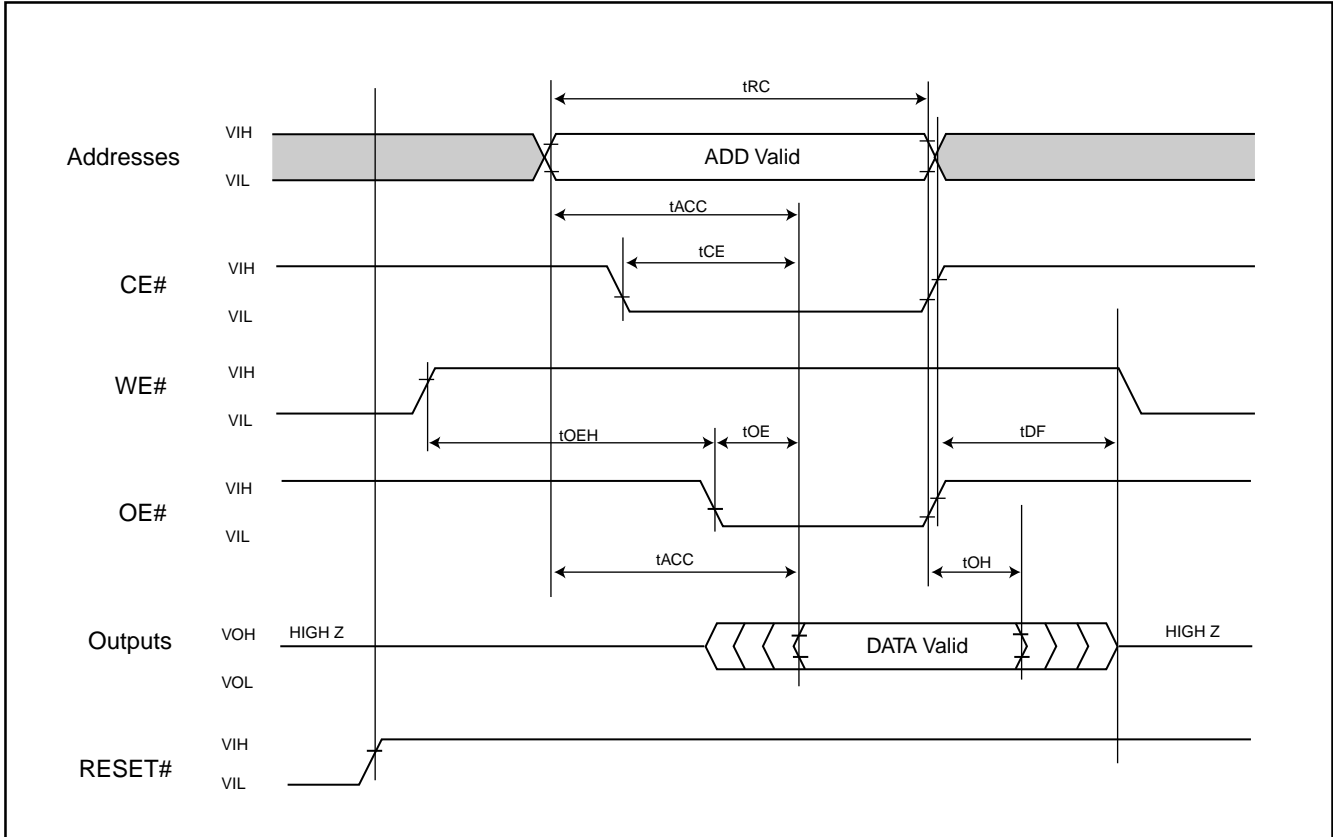 tRC
VIH
Addresses
ADD Valid
VIL
tACC
tCE
VIH
CE#
VIL
VIH
WE#
VIL
tOEH
tOE
tDF
VIH
OE#
VIL
tACC
tOH
Outputs
VOH
HIGH Z
DATA Valid
HIGH Z
VOL
VIH
RESET#
VIL